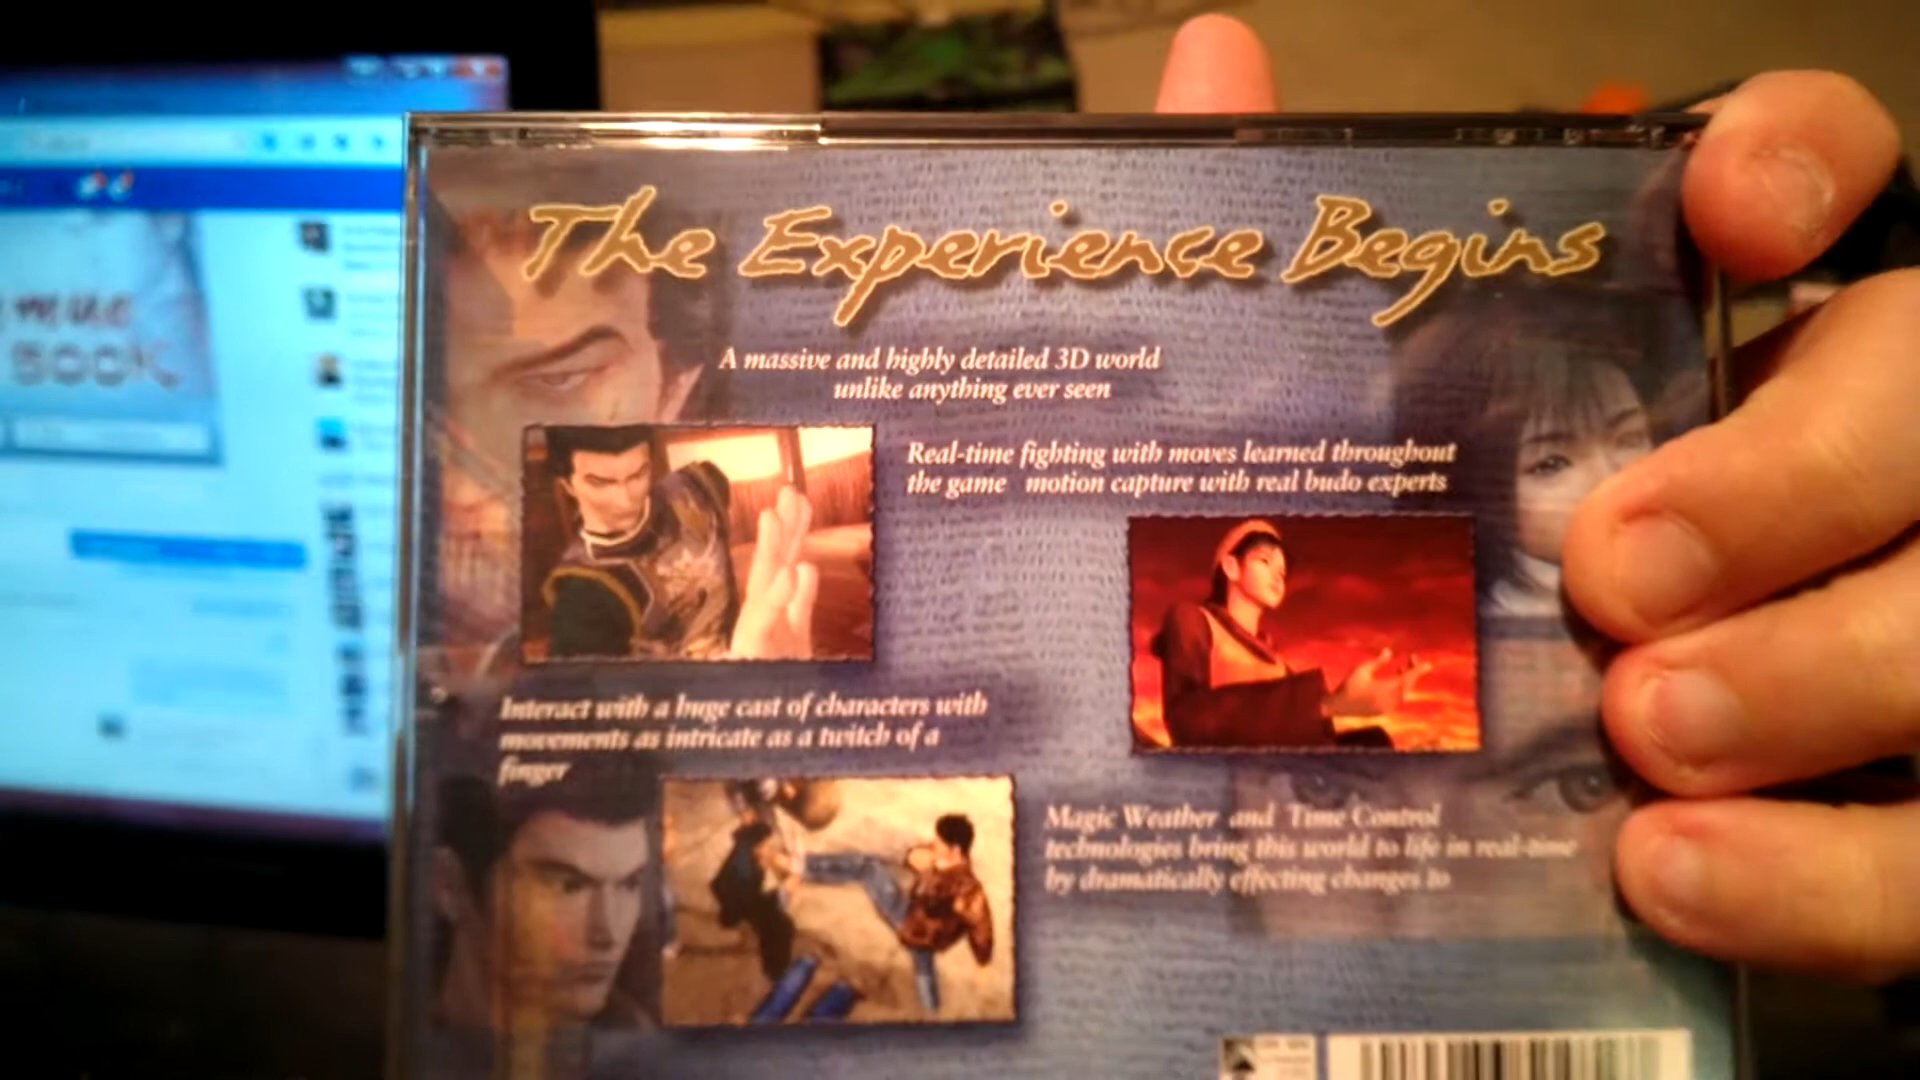 The Experience Begins
A massive and highly detailed 3D world
unlike anything ever seen
Real-time fighting with moves learned throughout
the game motion capture with real budo experts
Interact with a huge cast of characters with
movements as intricate as a twitch of a
finger
Magic Weather and Time Control
technologies bring this world to life in real-time
by dramatically effecting changes to